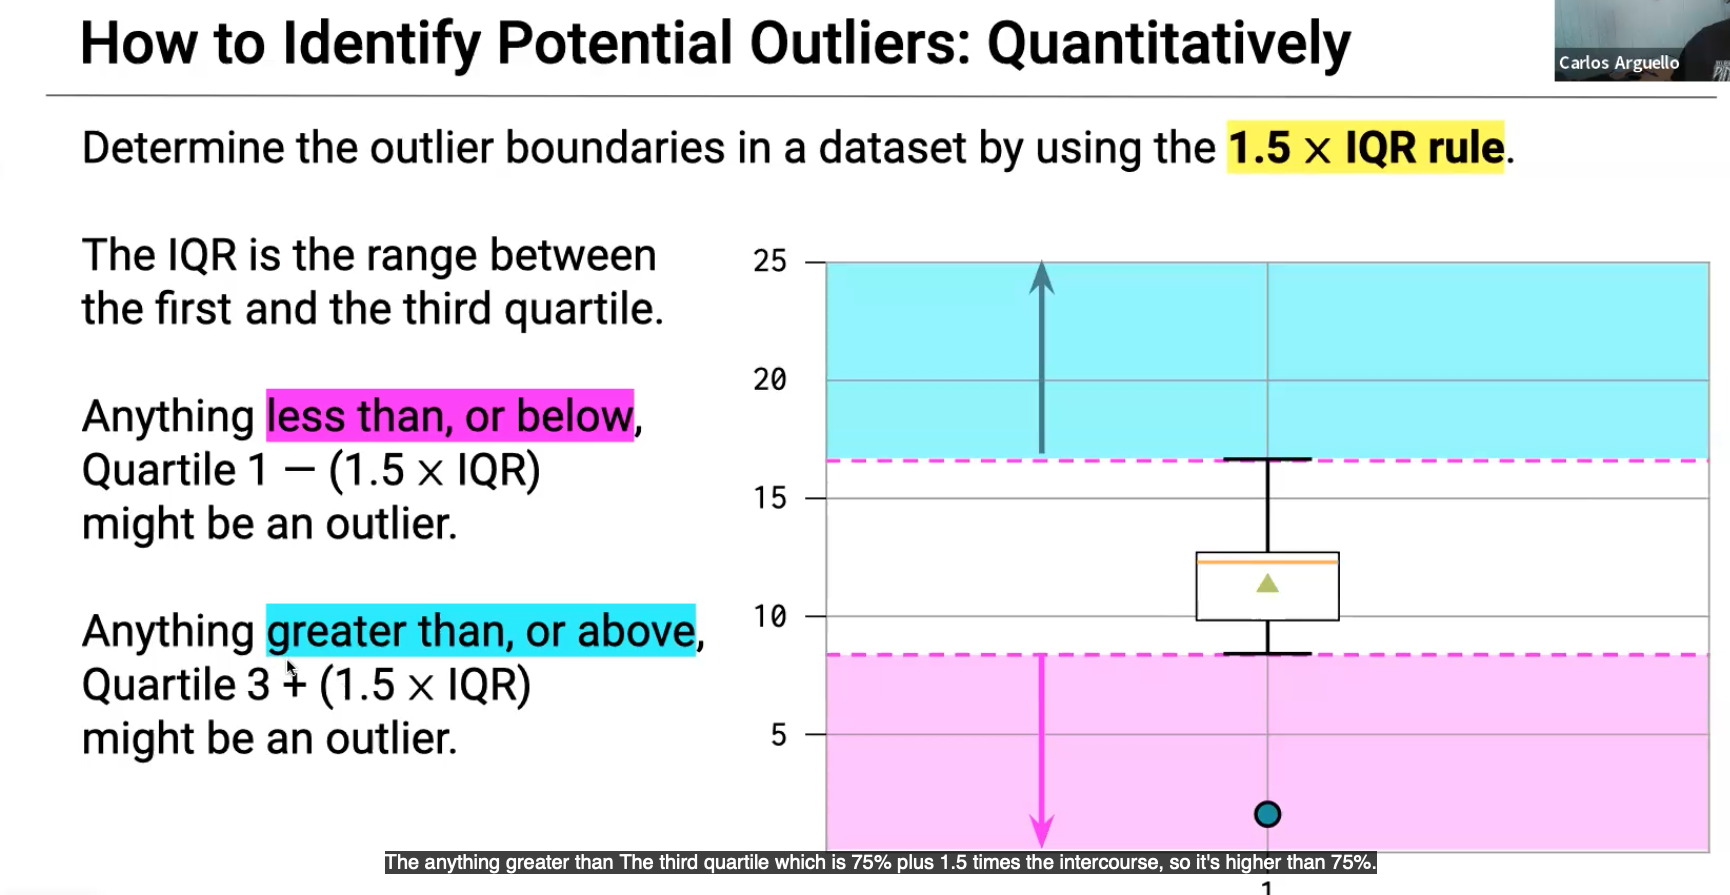 How to Identify Potential Outliers: Quantitatively
Carlos Arguello
Determine the outlier boundaries in a dataset by using the 1.5 × IQR rule.
The IQR is the range between
the first and the third quartile.
Anything less than, or below,
Quartile 1 — (1.5 × IQR)
might be an outlier.
Anything greater than, or above,
Quartile 3 + (1.5 × IQR)
might be an outlier.
25
20
15
10
5
The anything greater than The third quartile which is 75% plus 1.5 times the intercourse, so it's higher than 75%.
1